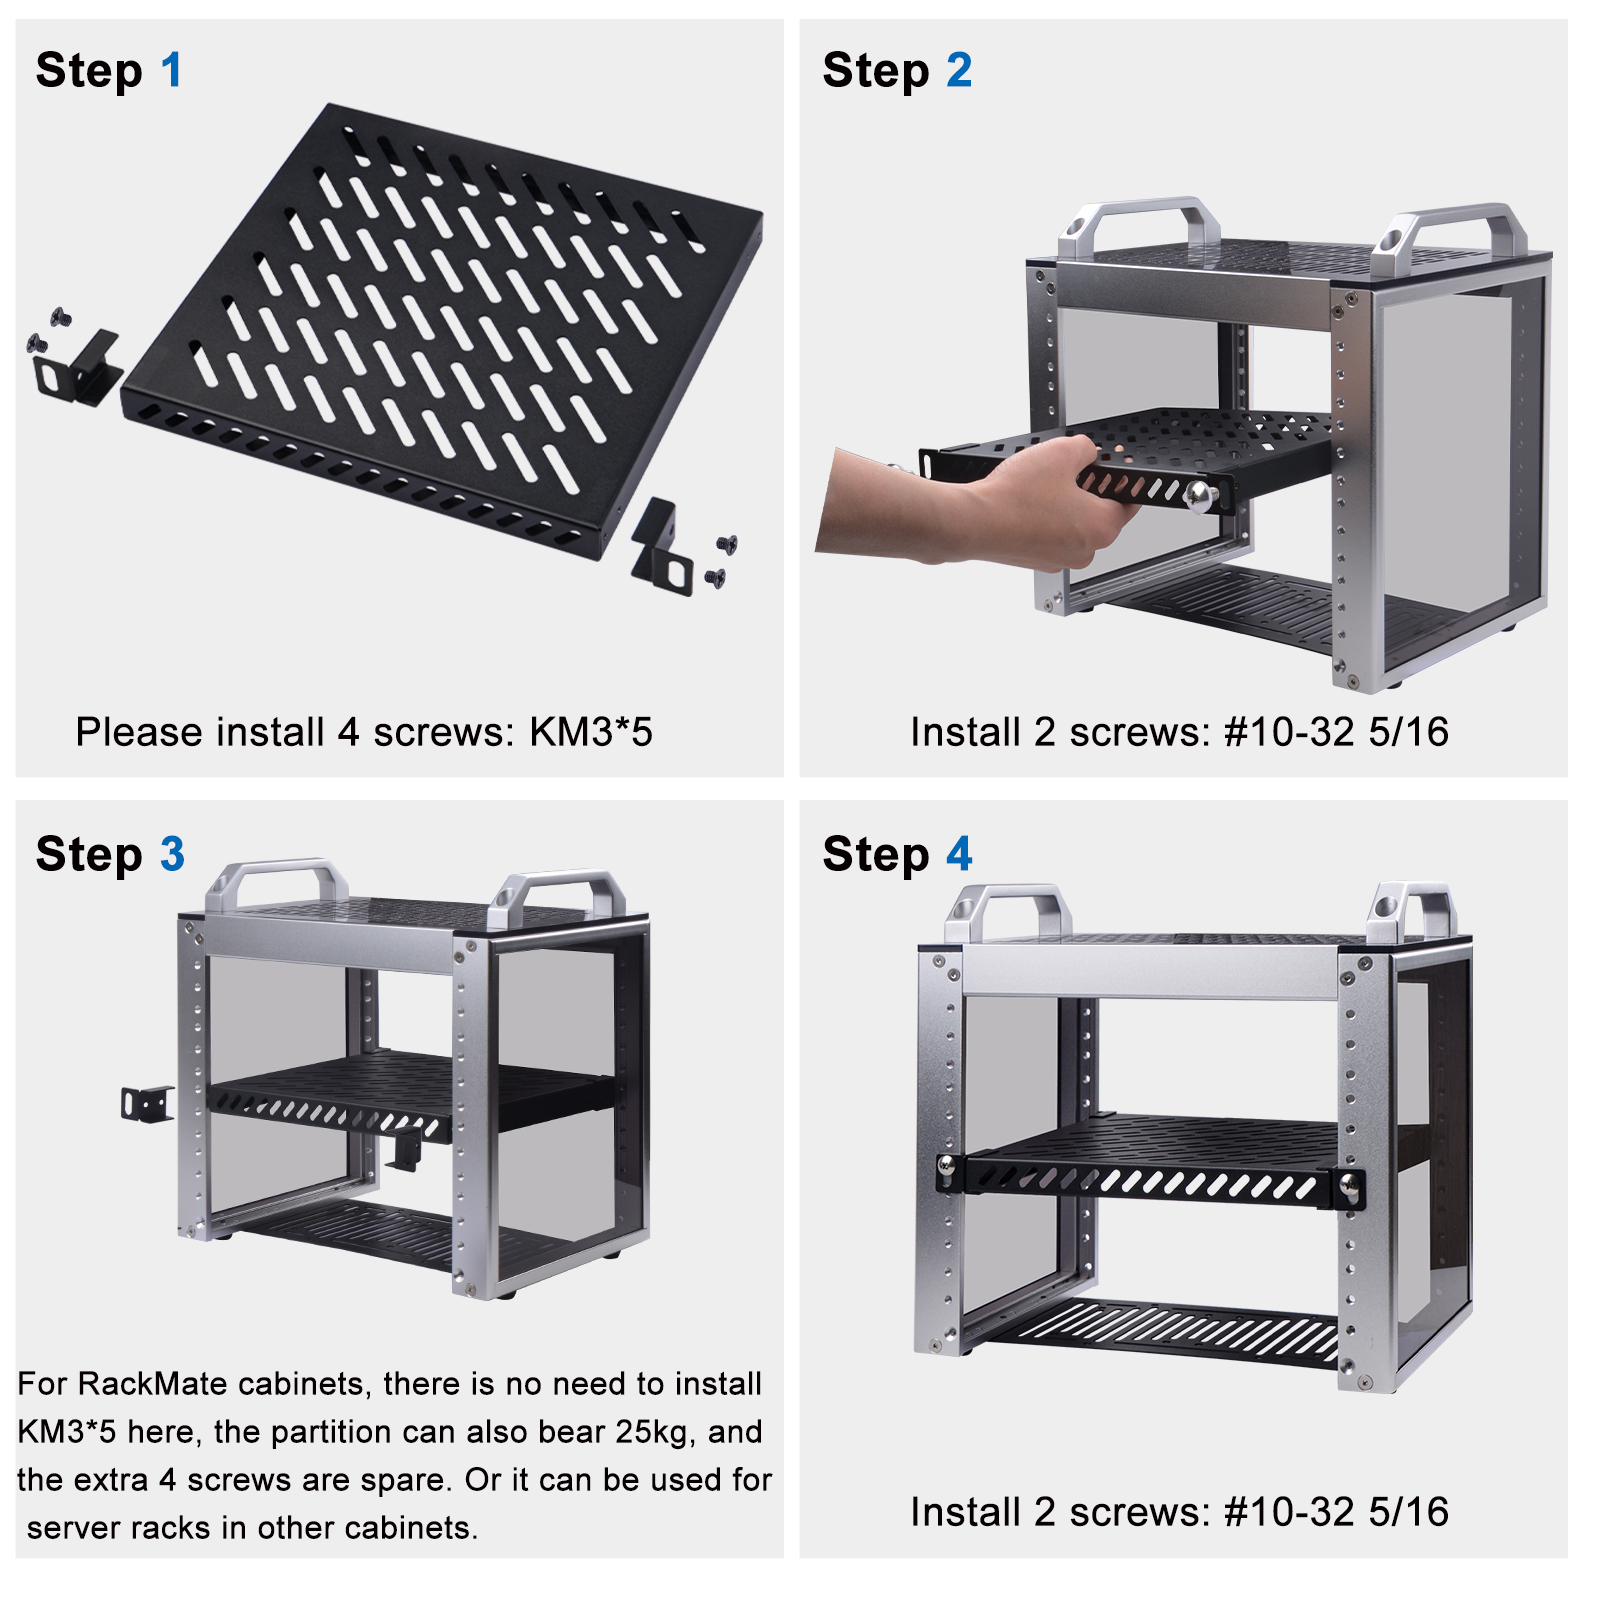 Step 1
Please install 4 screws: KM3*5
Step 2
Install 2 screws: #10-32 5/16
Step 3
For RackMate cabinets, there is no need to install
KM3*5 here, the partition can also bear 25kg, and
the extra 4 screws are spare. Or it can be used for
server racks in other cabinets.
Step 4
Install 2 screws: #10-32 5/16